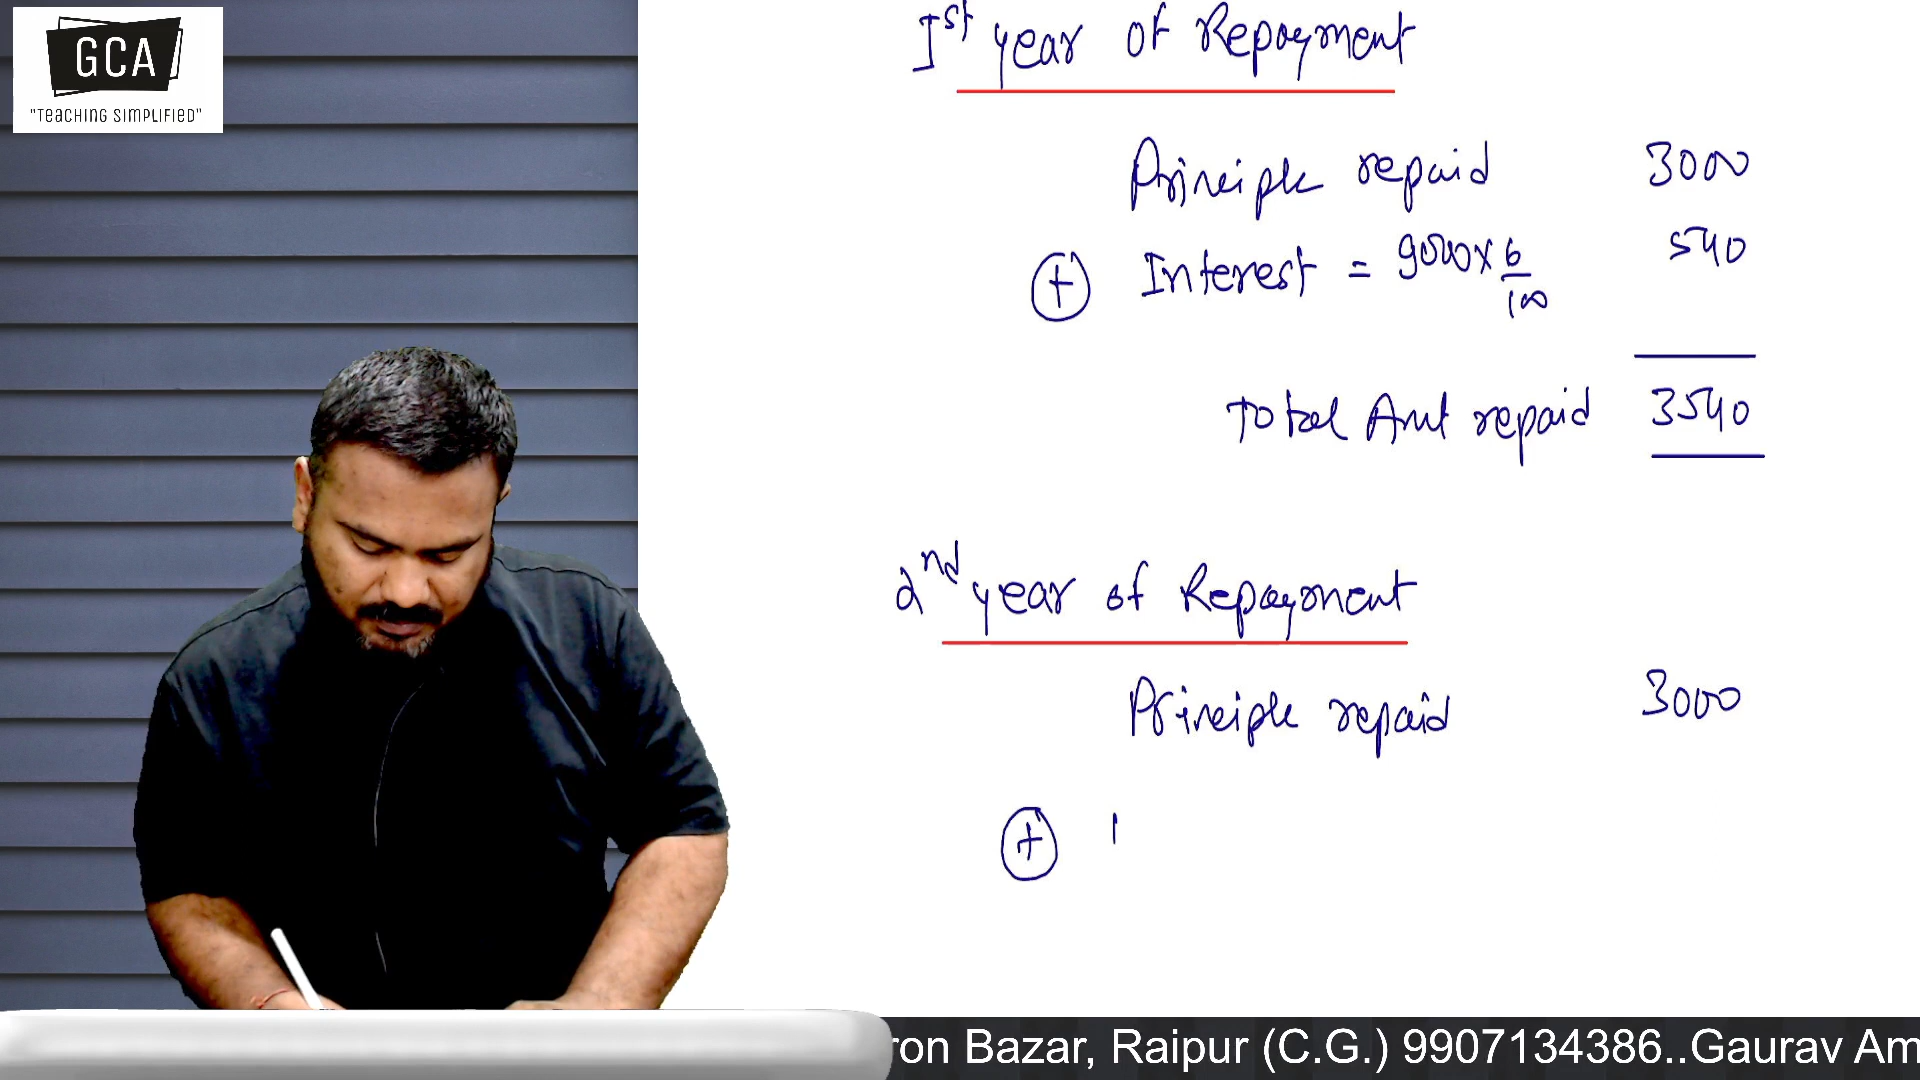 GCA
"TEACHING SIMPLIFIED"
Ist year of Repayment
Principle repaid 3000
+ Interest = 9000 x 6/100 540
Total Amt repaid 3540
2nd year of Repayment
Principle repaid 3000
+ I
ron Bazar, Raipur (C.G.) 9907134386..Gaurav Am